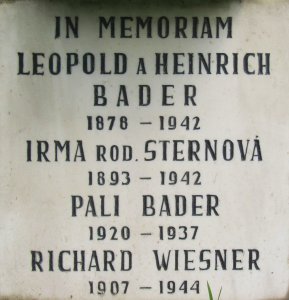 IN MEMORIAM
LEOPOLD A HEINRICH
BADER
1878 - 1942
IRMA ROD. STERNOVÁ
1893 - 1942
PALI BADER
1920 - 1937
RICHARD WIESNER
1907 - 1944